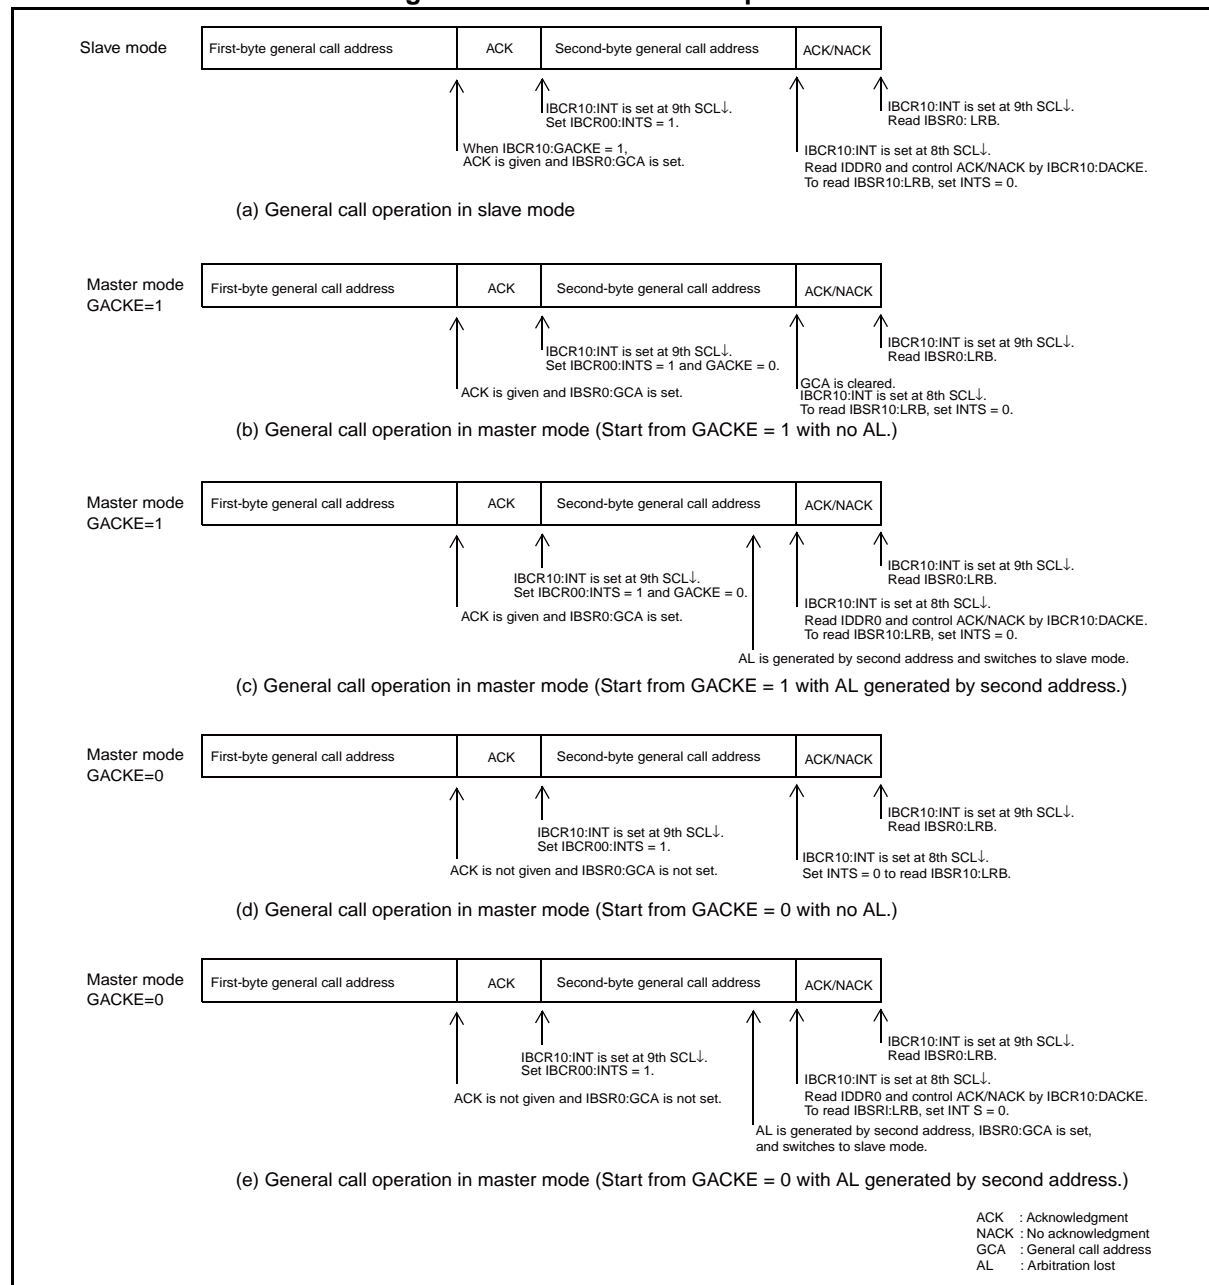 Slave mode
First-byte general call address
ACK
Second-byte general call address
ACK/NACK
IBCR10:INT is set at 9th SCL↓.
Set IBCR00:INTS = 1.
IBCR10:INT is set at 9th SCL↓.
Read IBSR0: LRB.
When IBCR10:GACKE = 1,
ACK is given and IBSR0:GCA is set.
IBCR10:INT is set at 8th SCL↓.
Read IDDR0 and control ACK/NACK by IBCR10:DACKE.
To read IBSR10:LRB, set INTS = 0.
(a) General call operation in slave mode
Master mode
GACKE=1
First-byte general call address
ACK
Second-byte general call address
ACK/NACK
IBCR10:INT is set at 9th SCL↓.
Set IBCR00:INTS = 1 and GACKE = 0.
IBCR10:INT is set at 9th SCL↓.
Read IBSR0:LRB.
ACK is given and IBSR0:GCA is set.
GCA is cleared.
IBCR10:INT is set at 8th SCL↓.
To read IBSR10:LRB, set INTS = 0.
(b) General call operation in master mode (Start from GACKE = 1 with no AL.)
Master mode
GACKE=1
First-byte general call address
ACK
Second-byte general call address
ACK/NACK
IBCR10:INT is set at 9th SCL↓.
Set IBCR00:INTS = 1 and GACKE = 0.
IBCR10:INT is set at 9th SCL↓.
Read IBSR0:LRB.
ACK is given and IBSR0:GCA is set.
IBCR10:INT is set at 8th SCL↓.
Read IDDR0 and control ACK/NACK by IBCR10:DACKE.
To read IBSR10:LRB, set INTS = 0.
AL is generated by second address and switches to slave mode.
(c) General call operation in master mode (Start from GACKE = 1 with AL generated by second address.)
Master mode
GACKE=0
First-byte general call address
ACK
Second-byte general call address
ACK/NACK
IBCR10:INT is set at 9th SCL↓.
Set IBCR00:INTS = 1.
IBCR10:INT is set at 9th SCL↓.
Read IBSR0:LRB.
ACK is not given and IBSR0:GCA is not set.
IBCR10:INT is set at 8th SCL↓.
Set INTS = 0 to read IBSR10:LRB.
(d) General call operation in master mode (Start from GACKE = 0 with no AL.)
Master mode
GACKE=0
First-byte general call address
ACK
Second-byte general call address
ACK/NACK
IBCR10:INT is set at 9th SCL↓.
Set IBCR00:INTS = 1.
IBCR10:INT is set at 9th SCL↓.
Read IBSR0:LRB.
ACK is not given and IBSR0:GCA is not set.
IBCR10:INT is set at 8th SCL↓.
Read IDDR0 and control ACK/NACK by IBCR10:DACKE.
To read IBSRI:LRB, set INT S = 0.
AL is generated by second address, IBSR0:GCA is set,
and switches to slave mode.
(e) General call operation in master mode (Start from GACKE = 0 with AL generated by second address.)
ACK : Acknowledgment
NACK : No acknowledgment
GCA : General call address
AL : Arbitration lost